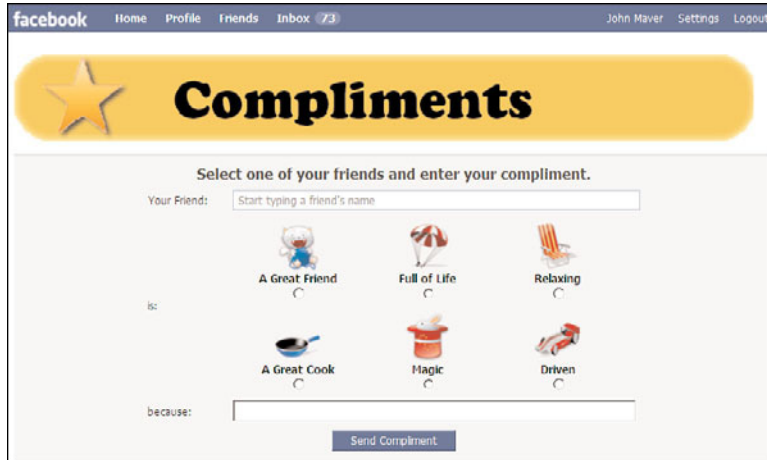 facebook Home Profile Friends Inbox 73 John Maver Settings Logout
Compliments
Select one of your friends and enter your compliment.
Your Friend: Start typing a friend's name
A Great Friend Full of Life Relaxing
is:
A Great Cook Magic Driven
because:
Send Compliment